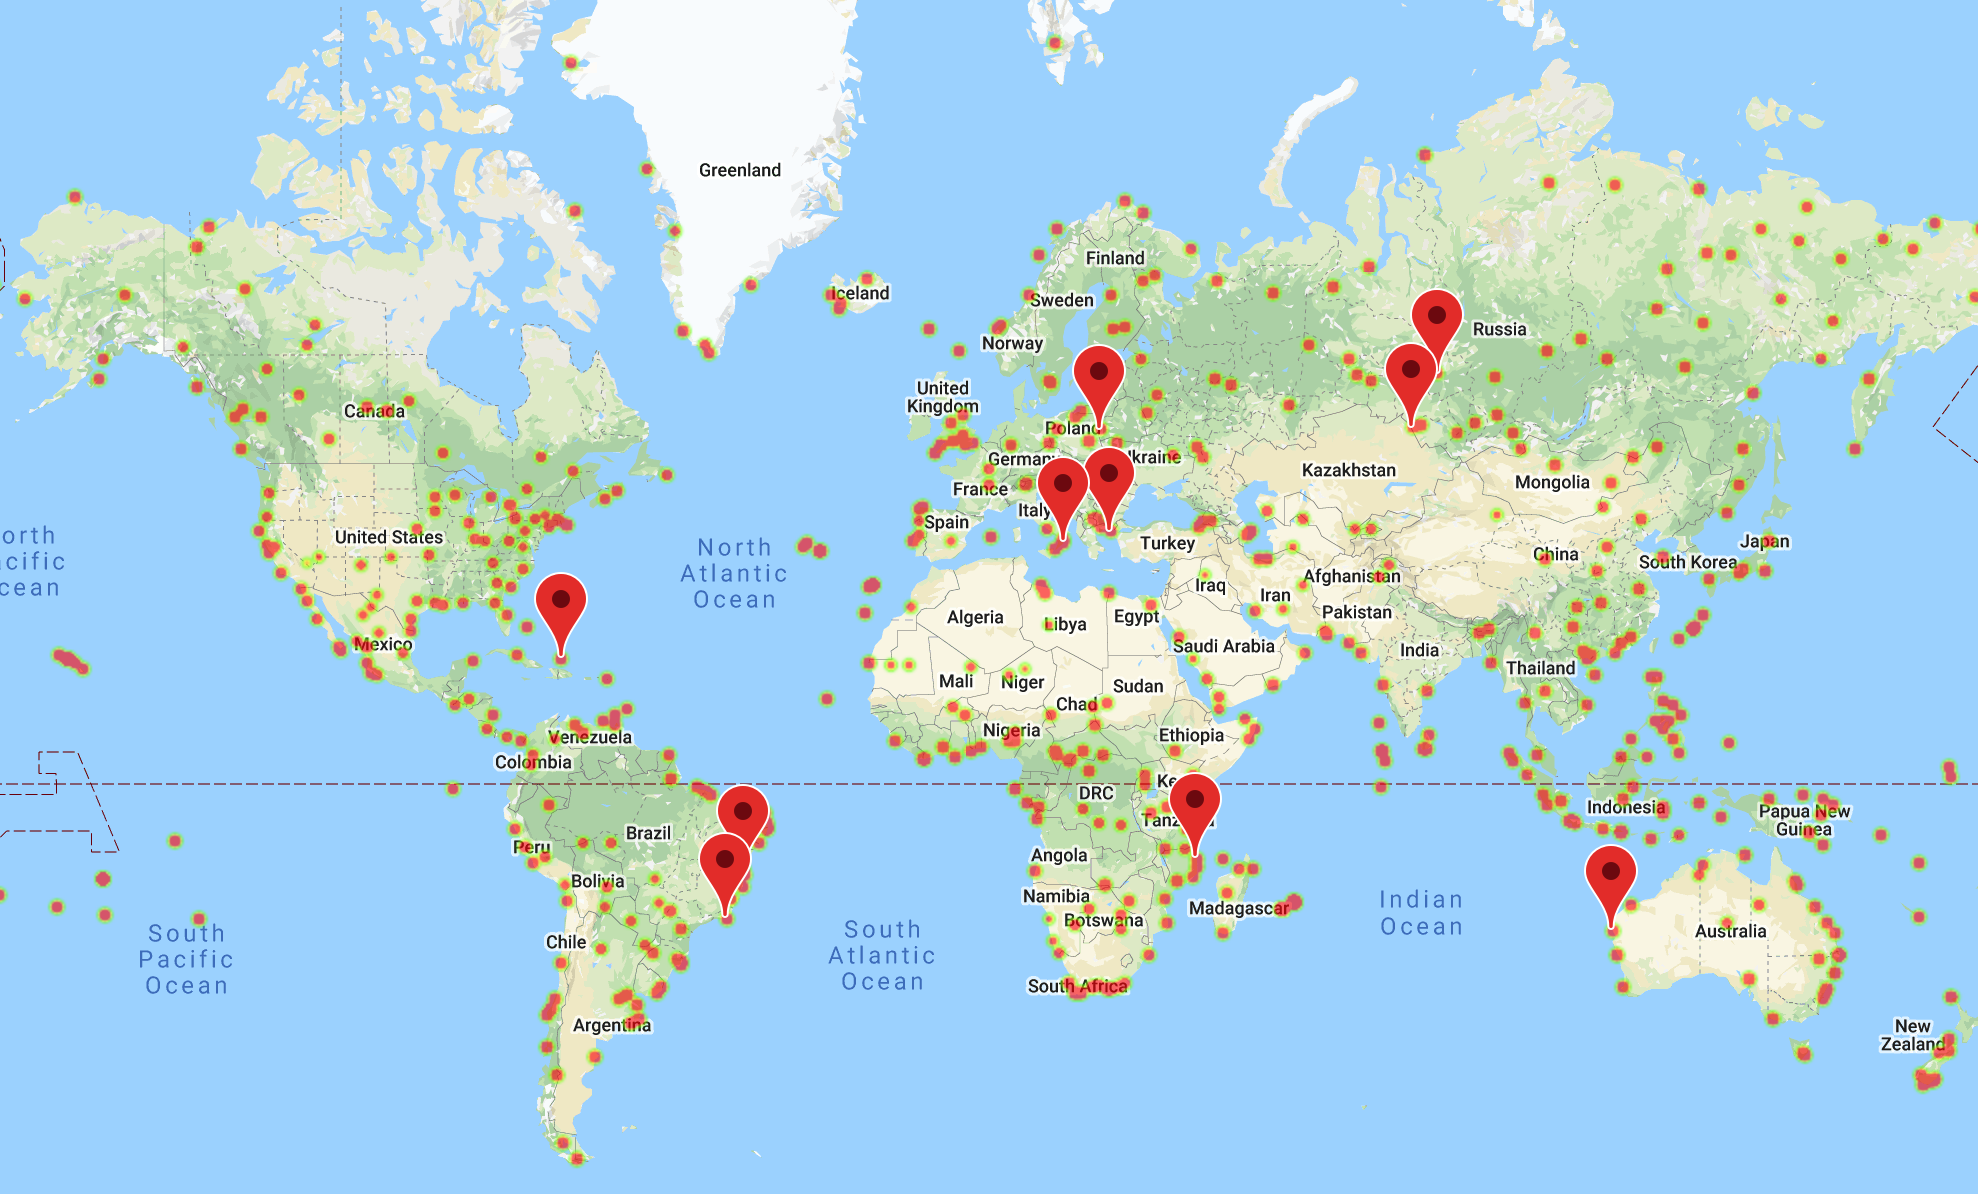 Greenland
Finland
Iceland
Sweden
Russia
Norway
United
Kingdom
Canada
Poland
Germany
Ukraine
Kazakhstan
Mongolia
France
Italy
Spain
United States
Turkey
China
Japan
South Korea
North
Atlantic
Ocean
orth
acific
cean
Afghanistan
Iraq
Iran
Pakistan
Algeria
Libya
Egypt
Mexico
Saudi Arabia
India
Thailand
Mali
Niger
Sudan
Chad
Nigeria
Ethiopia
Venezuela
Colombia
Ke
DRC
Indonesia
Papua New
Guinea
Tanz
a
Brazil
Peru
Angola
Bolivia
Namibia
Madagascar
Botswana
Indian
Ocean
Australia
Chile
South
Pacific
Ocean
South
Atlantic
Ocean
South Africa
Argentina
New
Zealand